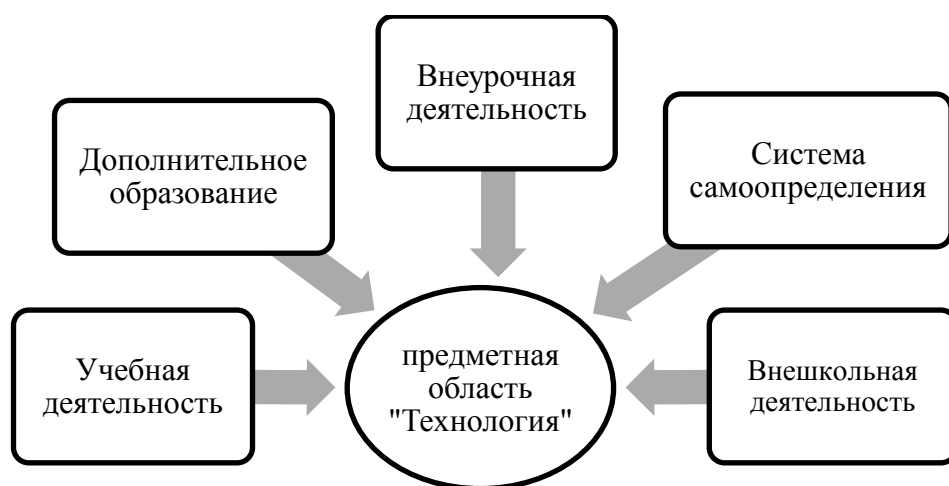 Внеурочная
деятельность
Дополнительное
образование
Система
самоопределения
Учебная
деятельность
предметная
область
"Технология"
Внешкольная
деятельность